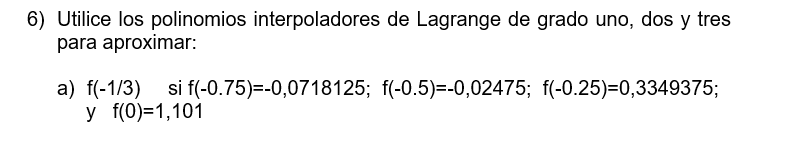 6) Utilice los polinomios interpoladores de Lagrange de grado uno, dos y tres
para aproximar:
a) f(-1/3) si f(-0.75)=-0,0718125; f(-0.5)=-0,02475; f(-0.25)=0,3349375;
y f(0)=1,101